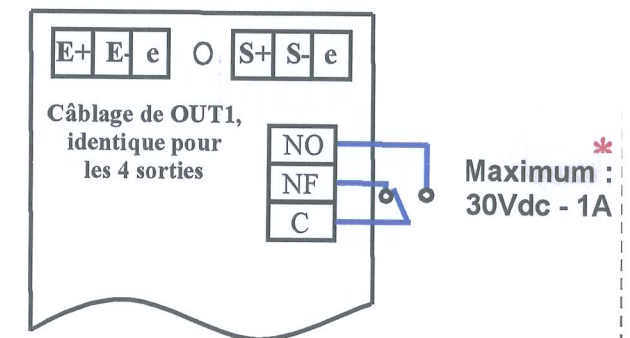 E+ E- e O S+ S- e
Câblage de OUT1,
identique pour
les 4 sorties
NO
NF
C
*
Maximum :
30Vdc - 1A